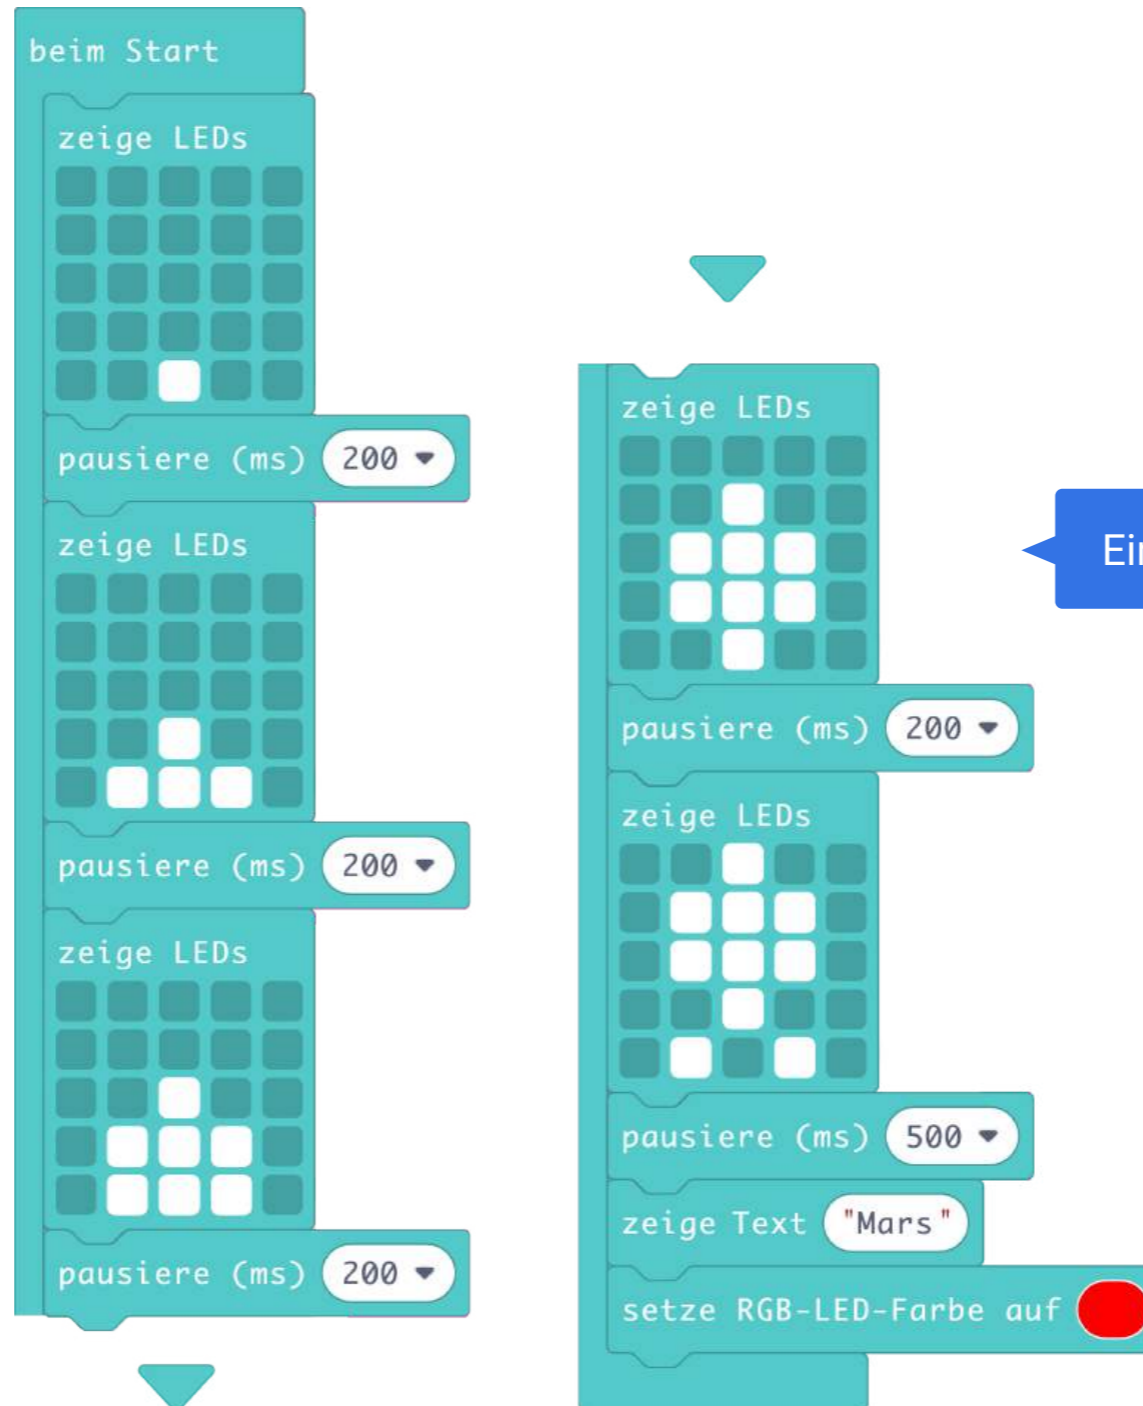 beim Start
zeige LEDs
pausiere (ms) 200
zeige LEDs
pausiere (ms) 200
zeige LEDs
pausiere (ms) 200
zeige LEDs
pausiere (ms) 200
zeige LEDs
pausiere (ms) 500
zeige Text "Mars"
setze RGB-LED-Farbe auf